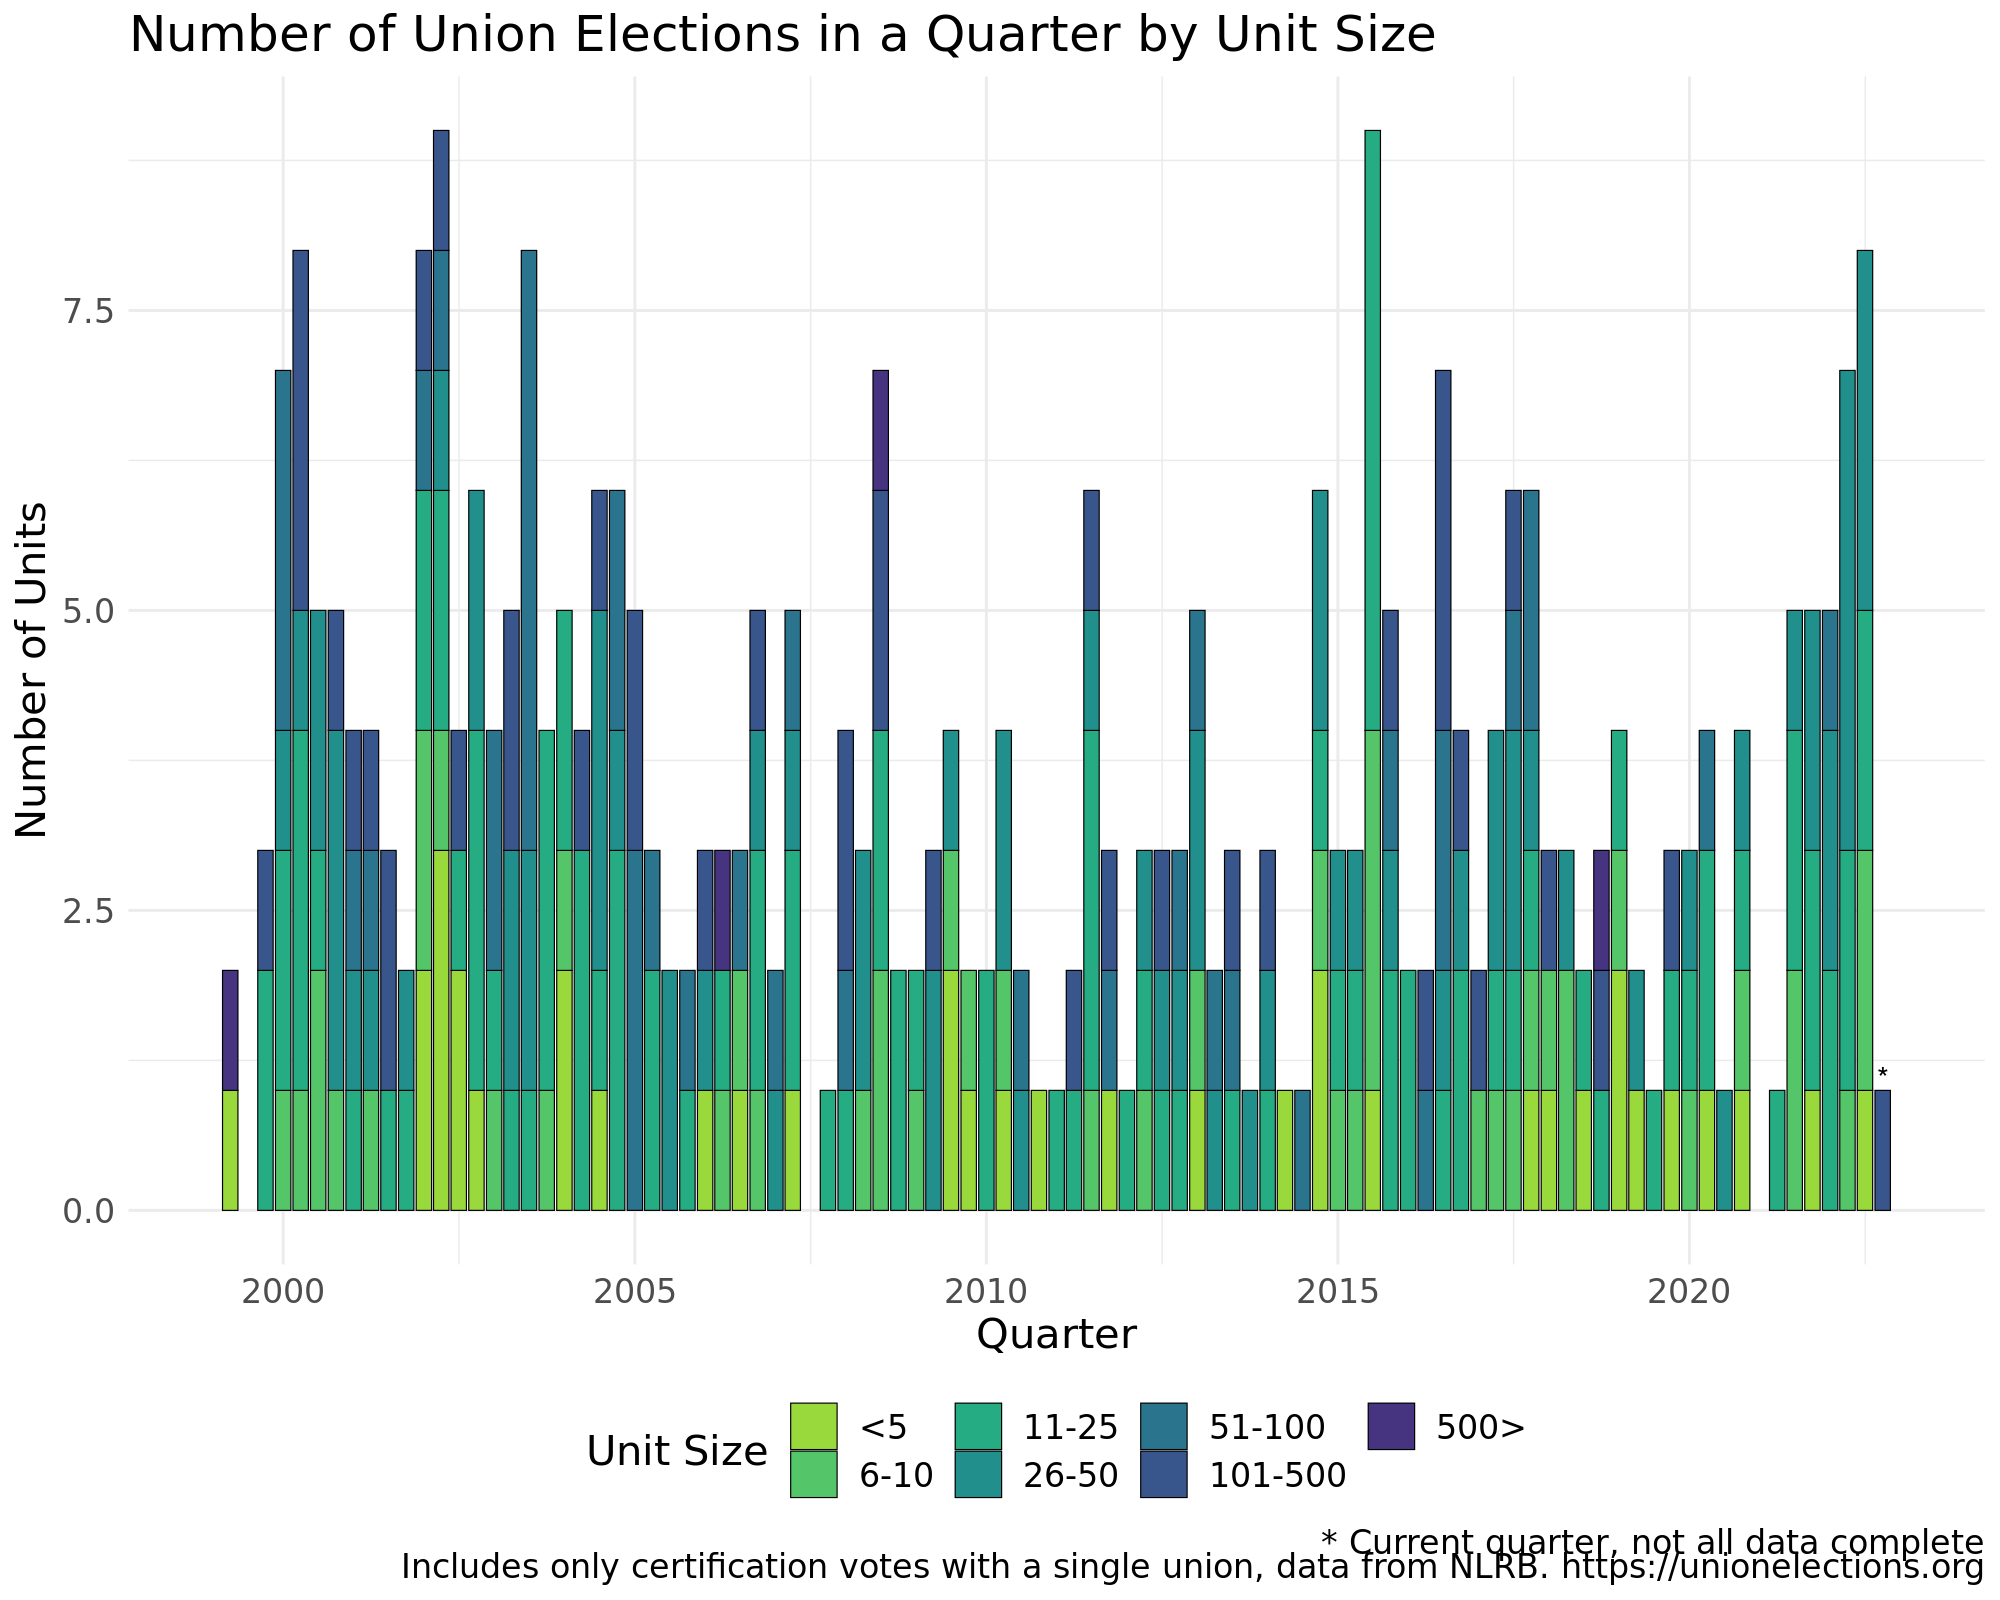 Number of Union Elections in a Quarter by Unit Size
Number of Units
7.5
5.0
2.5
0.0
*
2000 2005 2010 2015 2020
Quarter
Unit Size
<5 11-25 51-100 500>
6-10 26-50 101-500
* Current quarter, not all data complete
Includes only certification votes with a single union, data from NLRB. https://unionelections.org